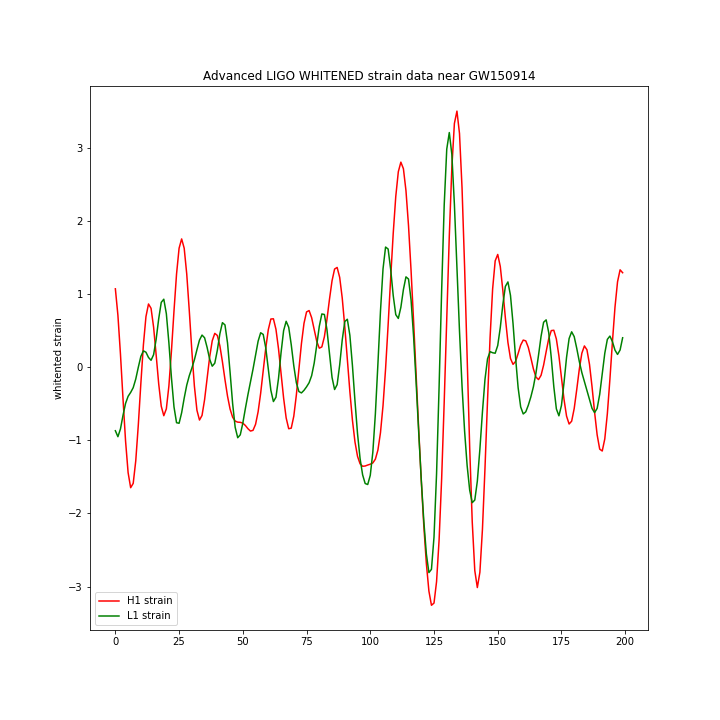 Advanced LIGO WHITENED strain data near GW150914
whitented strain
3
2
1
0
−1
−2
−3
H1 strain
L1 strain
0 25 50 75 100 125 150 175 200